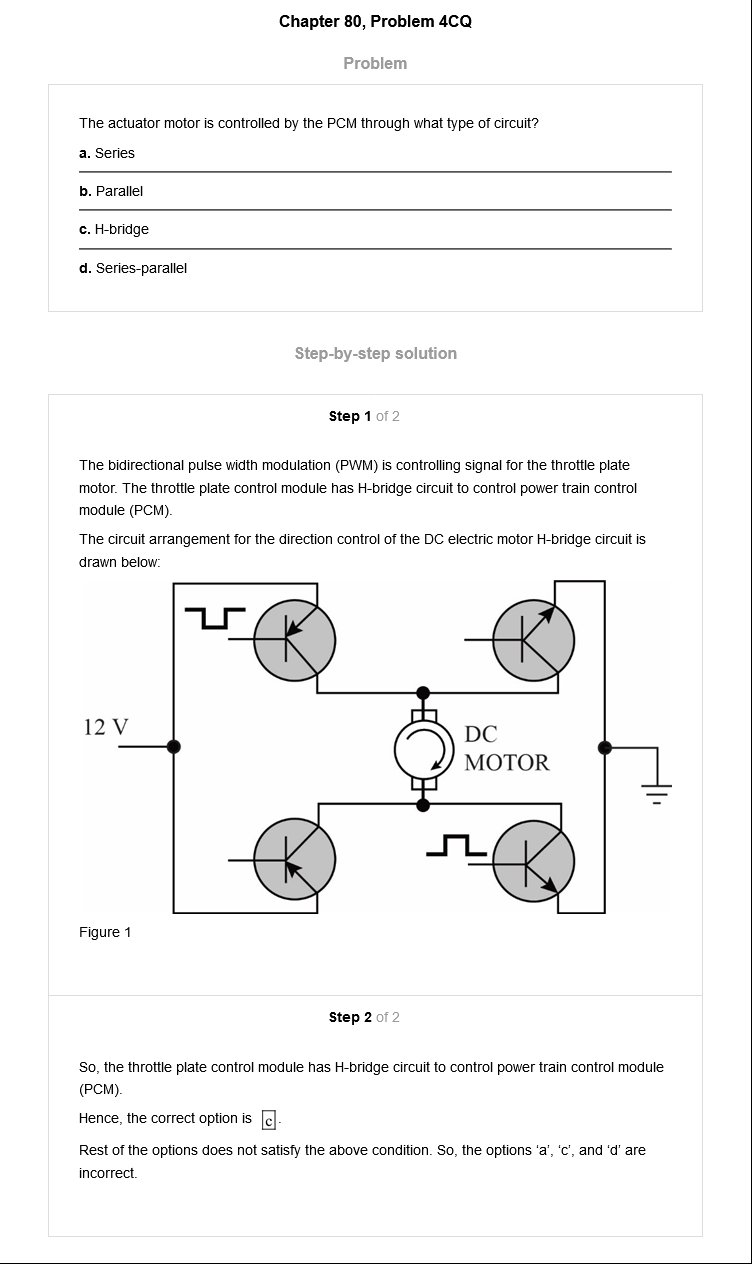 Chapter 80, Problem 4CQ
Problem
The actuator motor is controlled by the PCM through what type of circuit?
a. Series
b. Parallel
c. H-bridge
d. Series-parallel
Step-by-step solution
Step 1 of 2
The bidirectional pulse width modulation (PWM) is controlling signal for the throttle plate
motor. The throttle plate control module has H-bridge circuit to control power train control
module (PCM).
The circuit arrangement for the direction control of the DC electric motor H-bridge circuit is
drawn below:
12 V
DC
MOTOR
Figure 1
Step 2 of 2
So, the throttle plate control module has H-bridge circuit to control power train control module
(PCM).
Hence, the correct option is c.
Rest of the options does not satisfy the above condition. So, the options ‘a’, ‘c’, and ‘d’ are
incorrect.